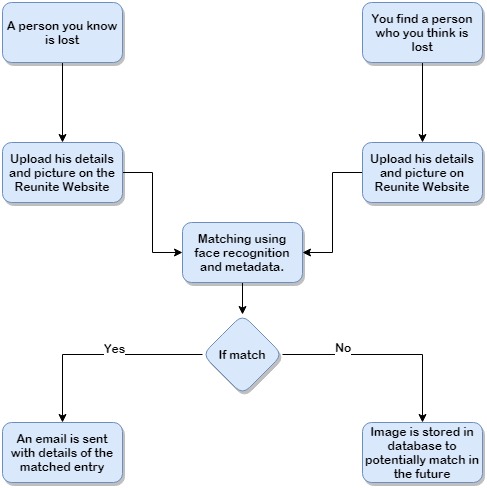 A person you know
is lost
You find a person
who you think is
lost
Upload his details
and picture on the
Reunite Website
Upload his details
and picture on
Reunite Website
Matching using
face recognition
and metadata.
If match
Yes
No
An email is sent
with details of the
matched entry
Image is stored in
database to
potentially match in
the future